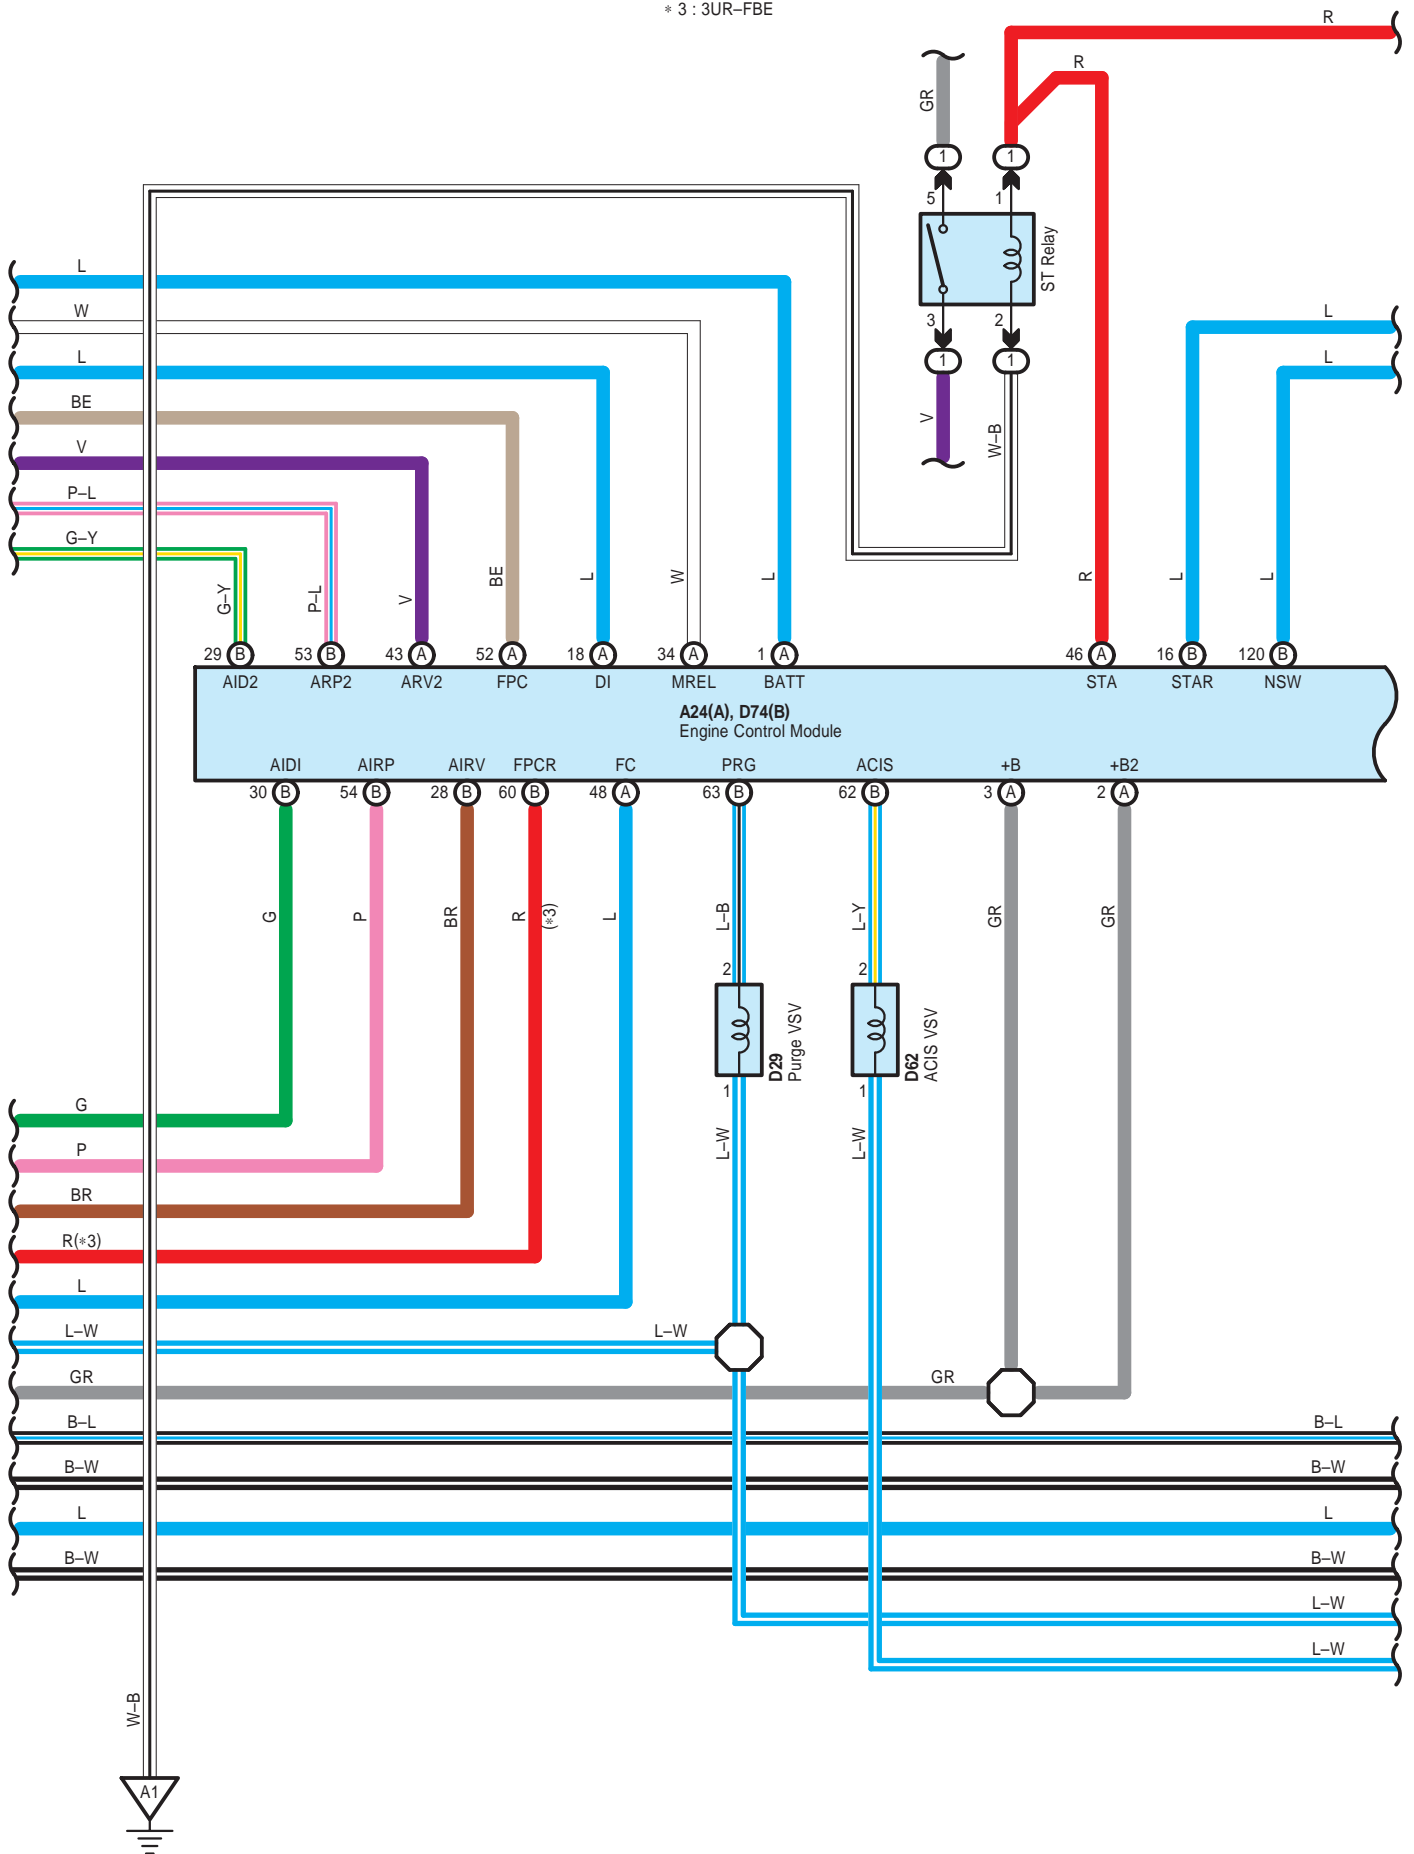 * 3 : 3UR–FBE
R
R
GR
1 1
5 1
ST Relay
3 2
1 1
V
W–B
L
W
L
BE
V
P–L
G–Y
L
L
G–Y
P–L
V
BE
L
W
L
R
L
L
29 B 53 B 43 A 52 A 18 A 34 A 1 A 46 A 16 B 120 B
AID2 ARP2 ARV2 FPC DI MREL BATT STA STAR NSW
A24(A), D74(B)
Engine Control Module
AIDI AIRP AIRV FPCR FC PRG ACIS +B +B2
30 B 54 B 28 B 60 B 48 A 63 B 62 B 3 A 2 A
G
P
BR
R
(*3)
L
L–B
L–Y
GR
GR
2 2
D29
Purge VSV
D62
ACIS VSV
1 1
L–W
L–W
G
P
BR
R(*3)
L
L–W L–W
GR GR
B–L B–L
B–W B–W
L L
B–W B–W
L–W
L–W
W–B
A1